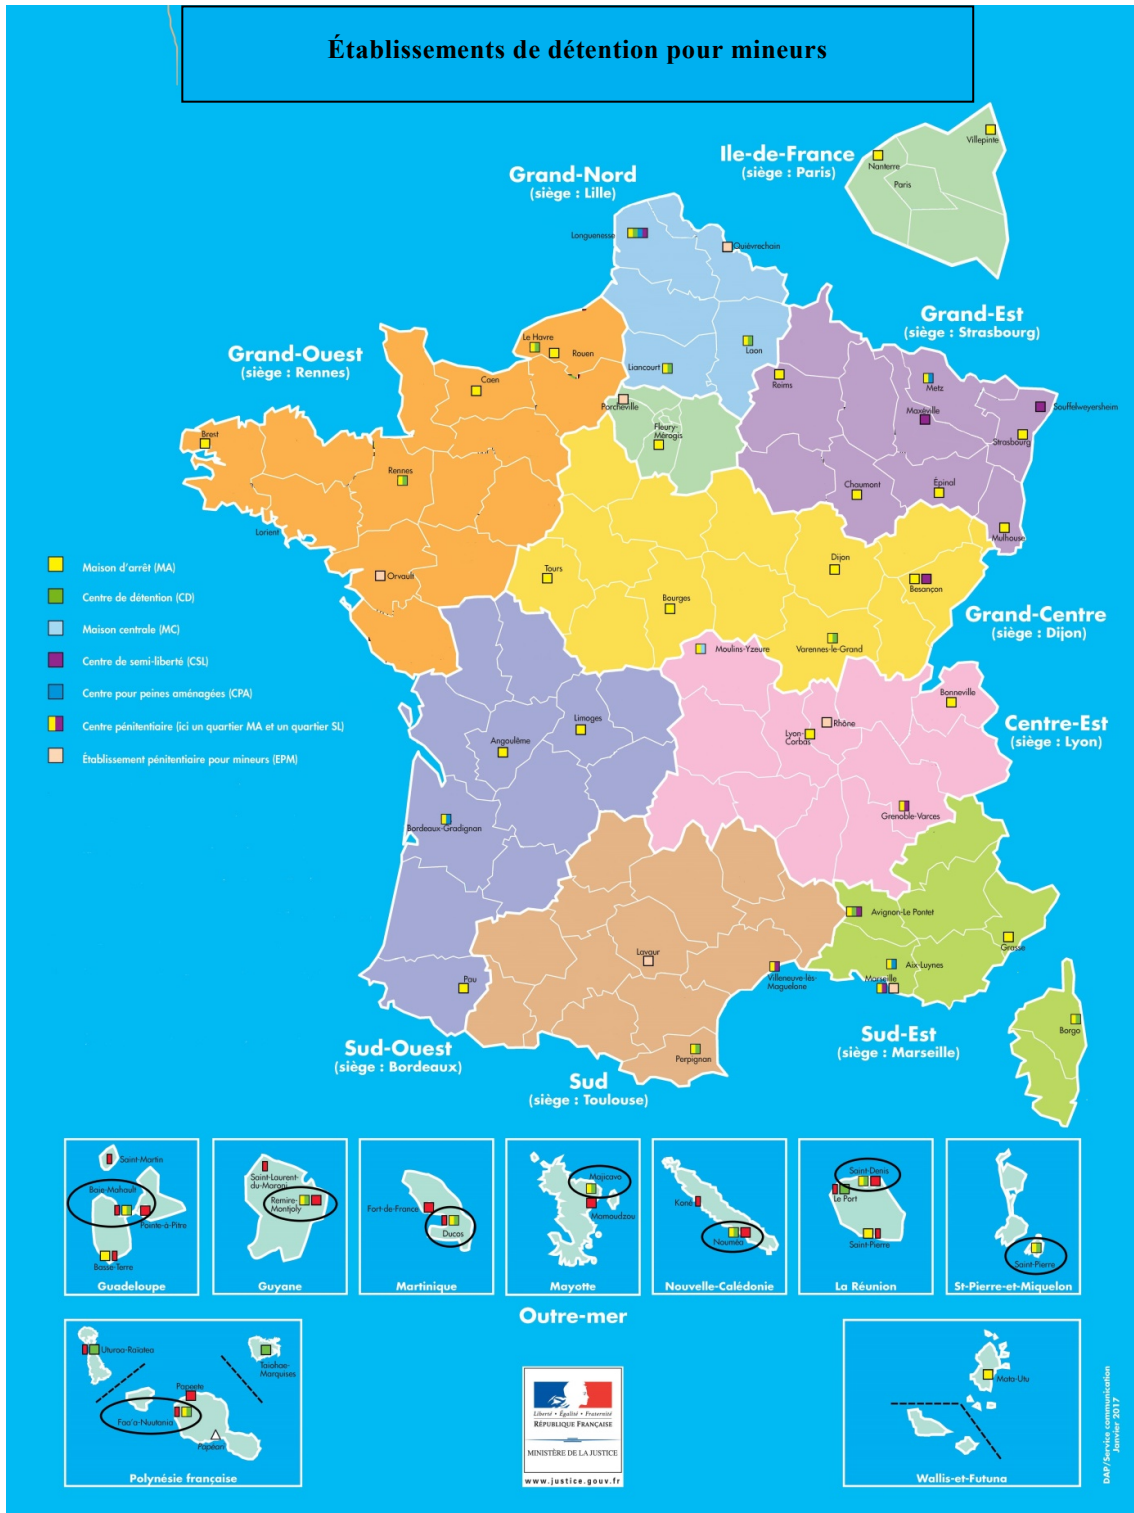 Établissements de détention pour mineurs
Ile-de-France
(siège : Paris)
Villepinte
Nanterre
Paris
Grand-Nord
(siège : Lille)
Longuenesse
Quiévrechain
Laon
Liancourt
Grand-Est
(siège : Strasbourg)
Reims
Metz
Maxéville
Souffelweyersheim
Strasbourg
Chaumont
Épinal
Mulhouse
Grand-Ouest
(siège : Rennes)
Le Havre
Rouen
Caen
Brest
Rennes
Lorient
Orvault
Porcheville
Fleury-
Mérogis
Tours
Bourges
Dijon
Besançon
Varennes-le-Grand
Grand-Centre
(siège : Dijon)
Maison d'arrêt (MA)
Centre de détention (CD)
Maison centrale (MC)
Centre de semi-liberté (CSL)
Centre pour peines aménagées (CPA)
Centre pénitentiaire (ici un quartier MA et un quartier SL)
Établissement pénitentiaire pour mineurs (EPM)
Moulins-Yzeure
Bonneville
Rhône
Lyon-
Corbas
Grenoble-Varces
Centre-Est
(siège : Lyon)
Limoges
Angoulême
Bordeaux-Gradignan
Pau
Sud-Ouest
(siège : Bordeaux)
Lavaur
Villeneuve-lès-
Maguelone
Perpignan
Sud
(siège : Toulouse)
Avignon-Le Pontet
Grasse
Aix-Luynes
Marseille
Borgo
Sud-Est
(siège : Marseille)
Saint-Martin
Baie-Mahault
Pointe-à-Pitre
Basse-Terre
Guadeloupe
Saint-Laurent-
du-Maroni
Remire-
Montjoly
Guyane
Fort-de-France
Ducos
Martinique
Majicava
Mamoudzou
Mayotte
Koné
Nouméa
Nouvelle-Calédonie
Saint-Denis
Le Port
Saint-Pierre
La Réunion
Saint-Pierre
St-Pierre-et-Miquelon
Outre-mer
Uturoa-Raïatea
Taiohae-
Marquises
Papeete
Faa'a-Nuutania
Papéari
Polynésie française
Liberté • Égalité • Fraternité
RÉPUBLIQUE FRANÇAISE
MINISTÈRE DE LA JUSTICE
www.justice.gouv.fr
Mata-Utu
Wallis-et-Futuna
DAP/Service communication
Janvier 2017